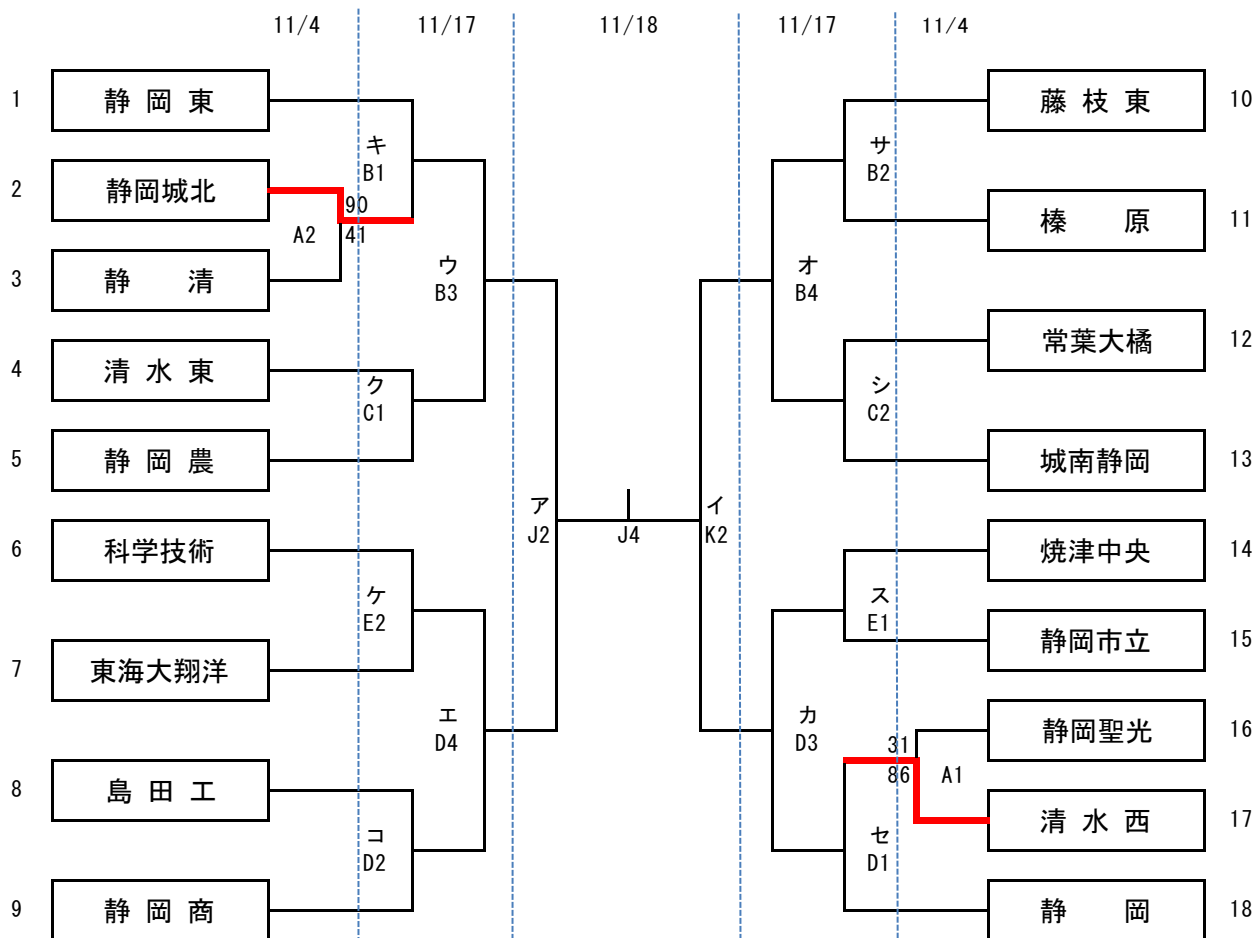 11/4 11/17 11/18 11/17 11/4
1 静岡東 藤枝東 10
キ サ
B1 B2
2 静岡城北
90
A2 41
榛 原 11
ウ オ
3 静 清
B3 B4
常葉大橘 12
4 清水東
ク シ
C1 C2
5 静岡農 城南静岡 13
ア イ
J2 J4 K2
6 科学技術 焼津中央 14
ケ ス
E2 E1
静岡市立 15
7 東海大翔洋
エ カ
静岡聖光 16
D4 D3 31
86 A1
8 島田工
清水西 17
コ セ
D2 D1
9 静岡商 静 岡 18